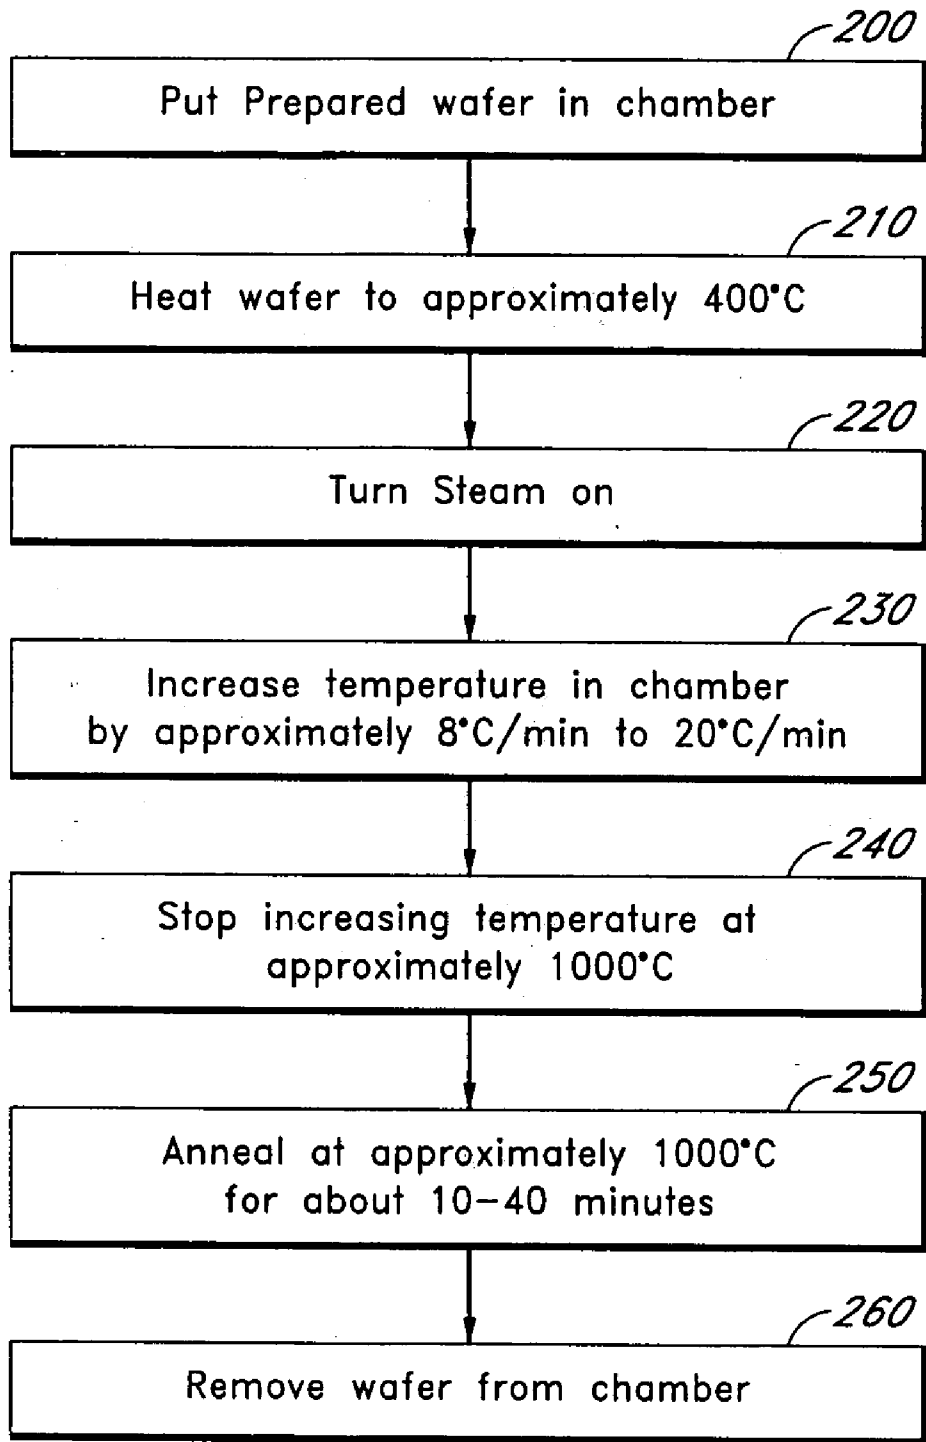 200
Put Prepared wafer in chamber
210
Heat wafer to approximately 400°C
220
Turn Steam on
230
Increase temperature in chamber
by approximately 8°C/min to 20°C/min
240
Stop increasing temperature at
approximately 1000°C
250
Anneal at approximately 1000°C
for about 10-40 minutes
260
Remove wafer from chamber